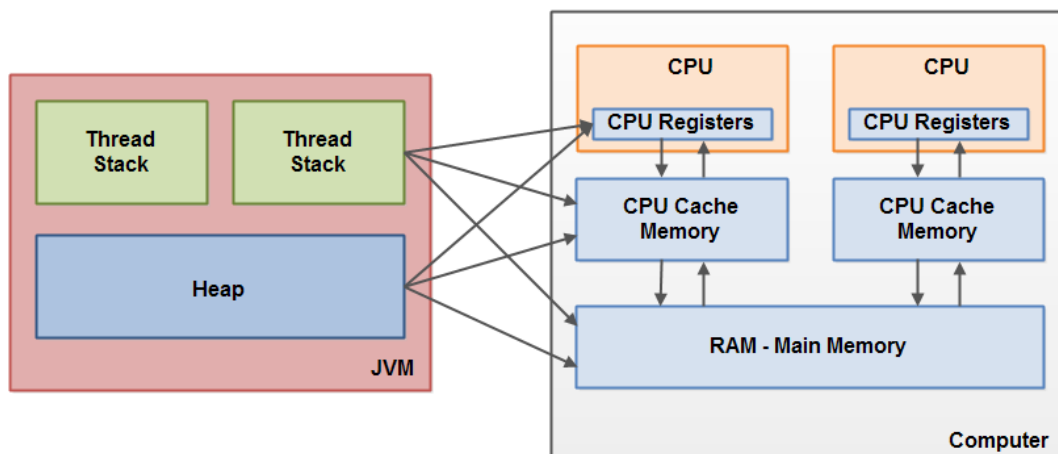 Thread
Stack
Thread
Stack
Heap
JVM
CPU
CPU Registers
CPU Cache
Memory
CPU
CPU Registers
CPU Cache
Memory
RAM - Main Memory
Computer